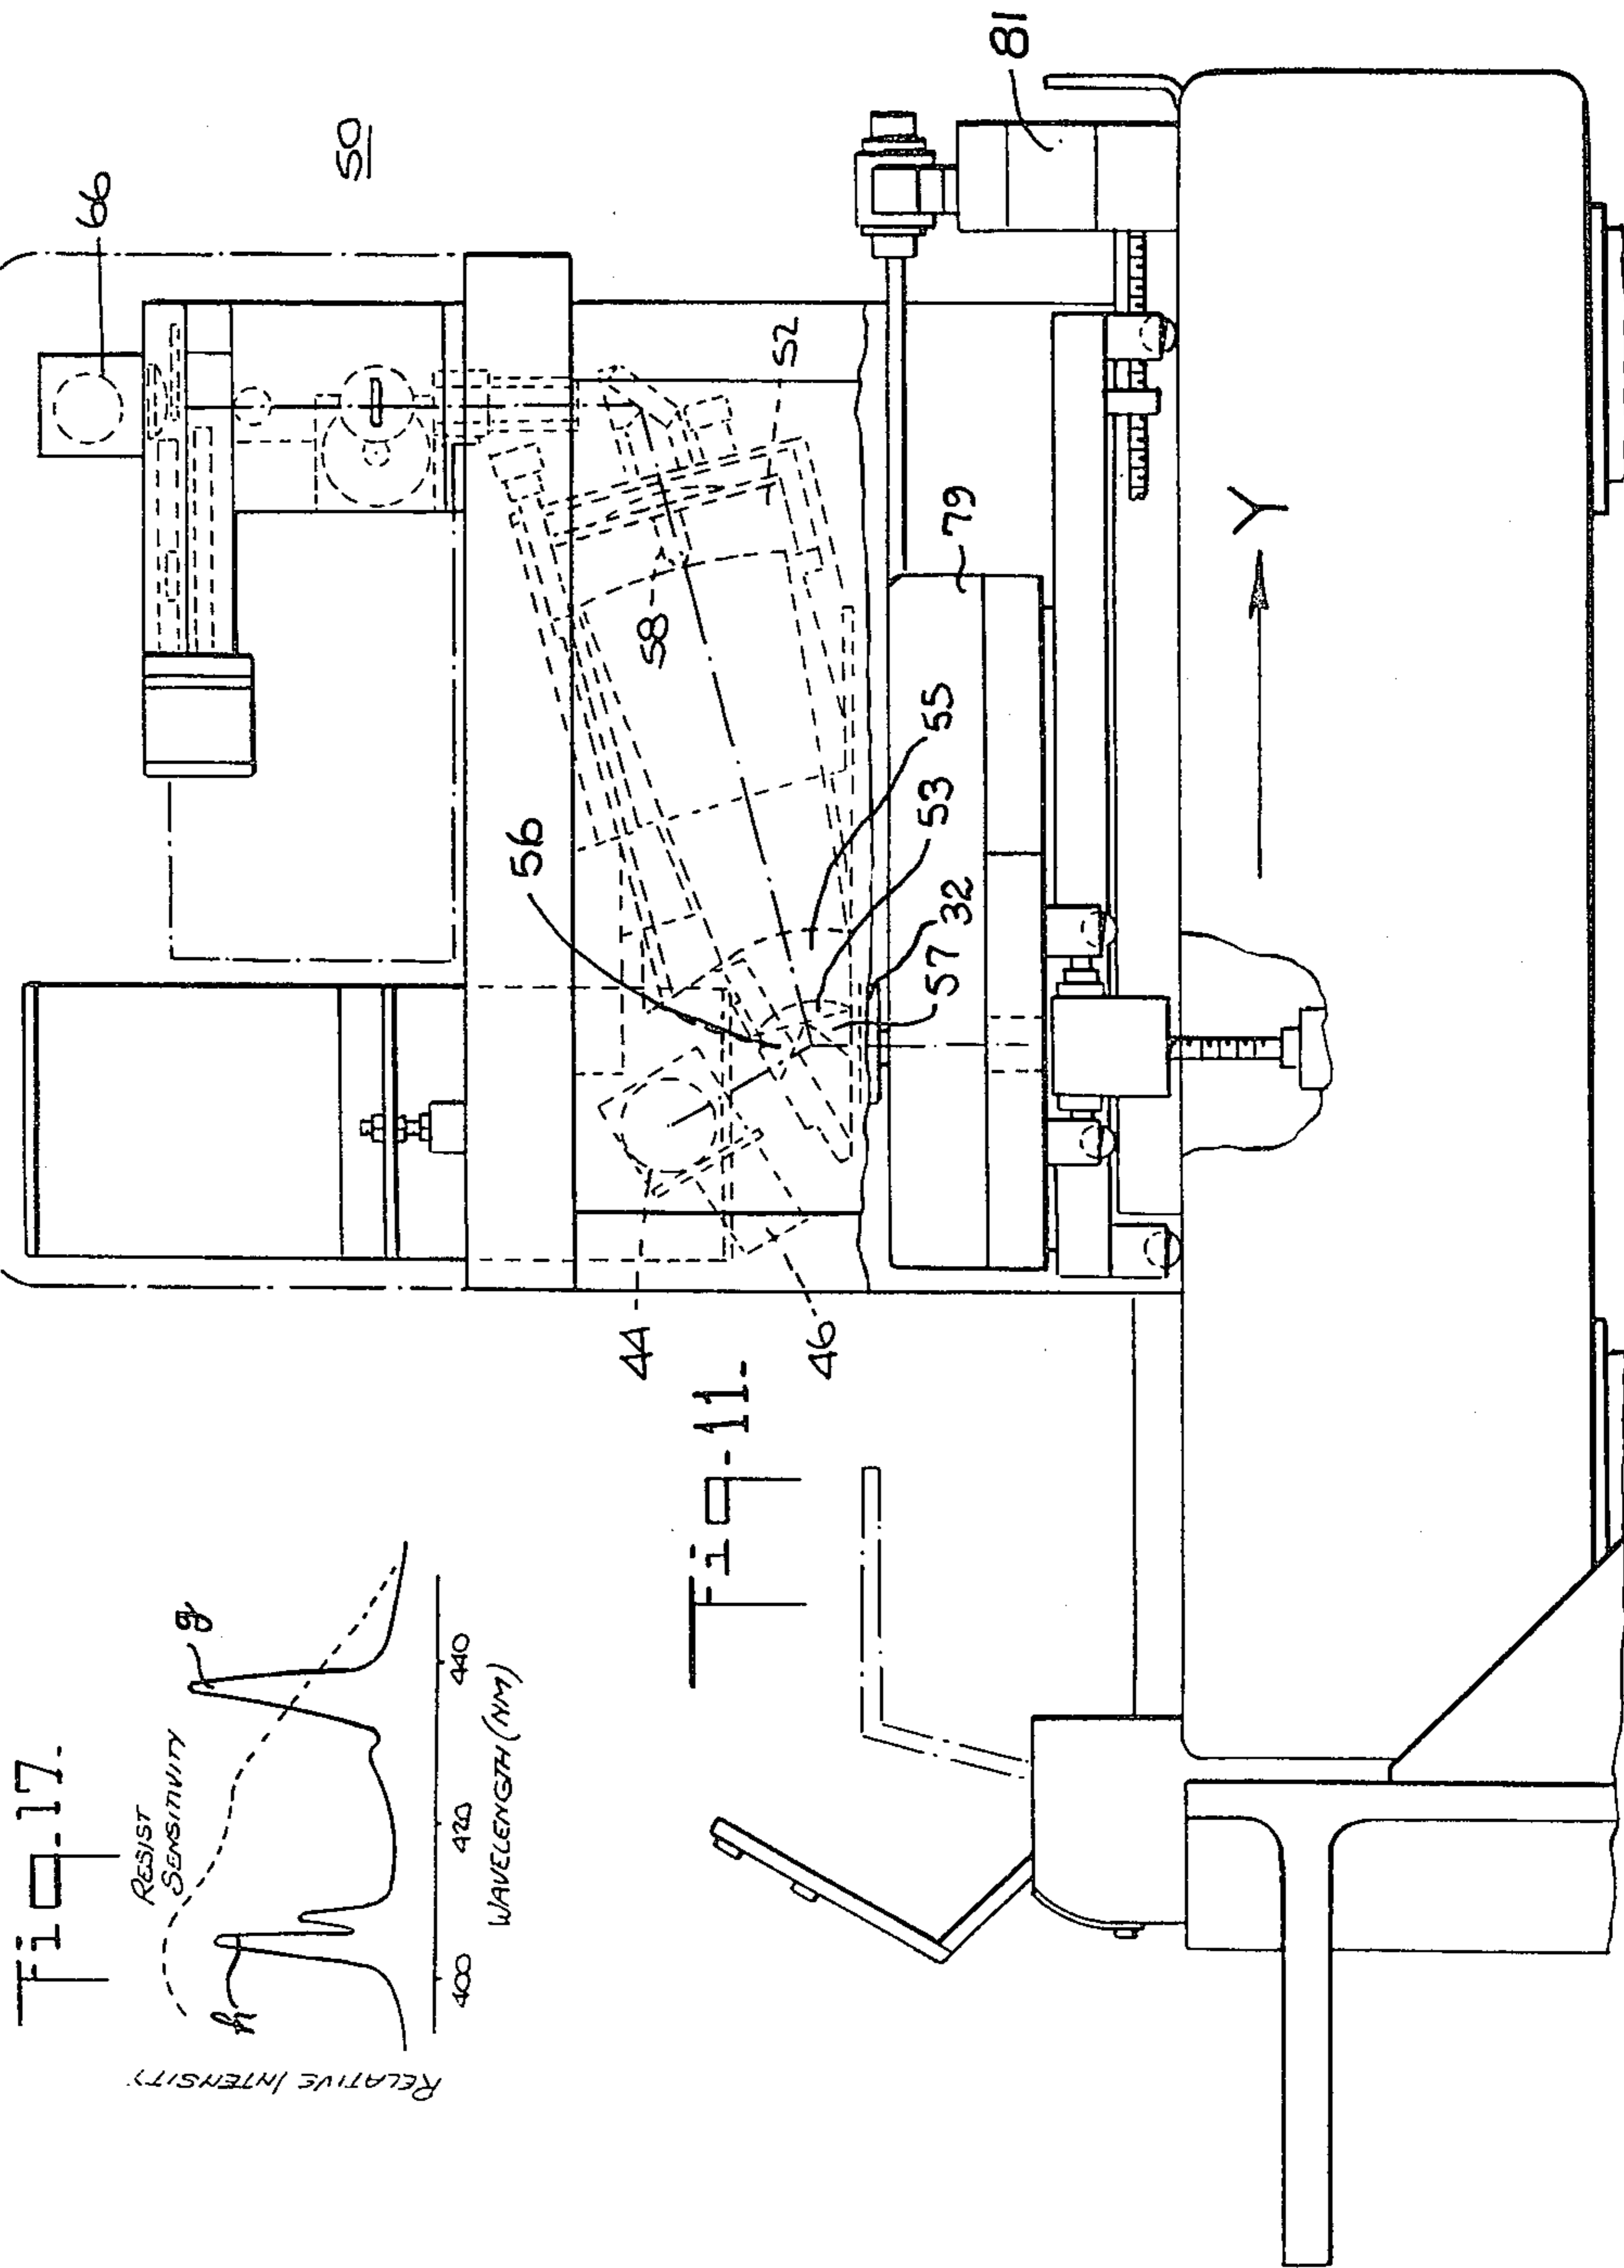 Fig.17.
RESIST
SENSITIVITY
g
h
RELATIVE INTENSITY
400
420
440
WAVELENGTH (NM)
Fig.11.
50
66
81
52
58
79
Y
56
55
53
32
57
44
46